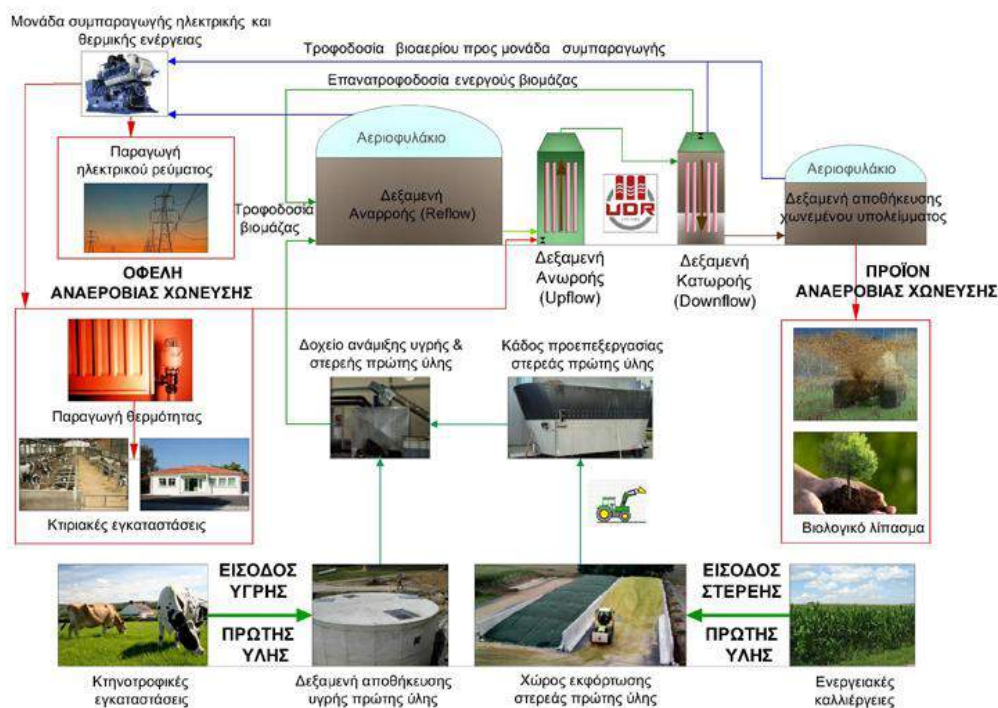 Μονάδα συμπαραγωγής ηλεκτρικής και
θερμικής ενέργειας
Τροφοδοσία βιοαερίου προς μονάδα συμπαραγωγής
Επανατροφοδοσία ενεργούς βιομάζας
Παραγωγή
ηλεκτρικού ρεύματος
Αεριοφυλάκιο
Δεξαμενή
Αναρροής (Reflow)
Τροφοδοσία
βιομάζας
UDR
Αεριοφυλάκιο
Δεξαμενή αποθήκευσης
χωνεμένου υπολείμματος
Δεξαμενή
Ανωροής
(Upflow)
Δεξαμενή
Κατωροής
(Downflow)
ΟΦΕΛΗ
ΑΝΑΕΡΟΒΙΑΣ ΧΩΝΕΥΣΗΣ
ΠΡΟΪΟΝ
ΑΝΑΕΡΟΒΙΑΣ ΧΩΝΕΥΣΗΣ
Δοχείο ανάμιξης υγρής &
στερεής πρώτης ύλης
Κάδος προεπεξεργασίας
στερεάς πρώτης ύλης
Παραγωγή θερμότητας
Κτιριακές εγκαταστάσεις
Βιολογικό λίπασμα
ΕΙΣΟΔΟΣ
ΥΓΡΗΣ
ΠΡΩΤΗΣ
ΥΛΗΣ
ΕΙΣΟΔΟΣ
ΣΤΕΡΕΗΣ
ΠΡΩΤΗΣ
ΥΛΗΣ
Κτηνοτροφικές
εγκαταστάσεις
Δεξαμενή αποθήκευσης
υγρής πρώτης ύλης
Χώρος εκφόρτωσης
στερεάς πρώτης ύλης
Ενεργειακές
καλλιέργειες